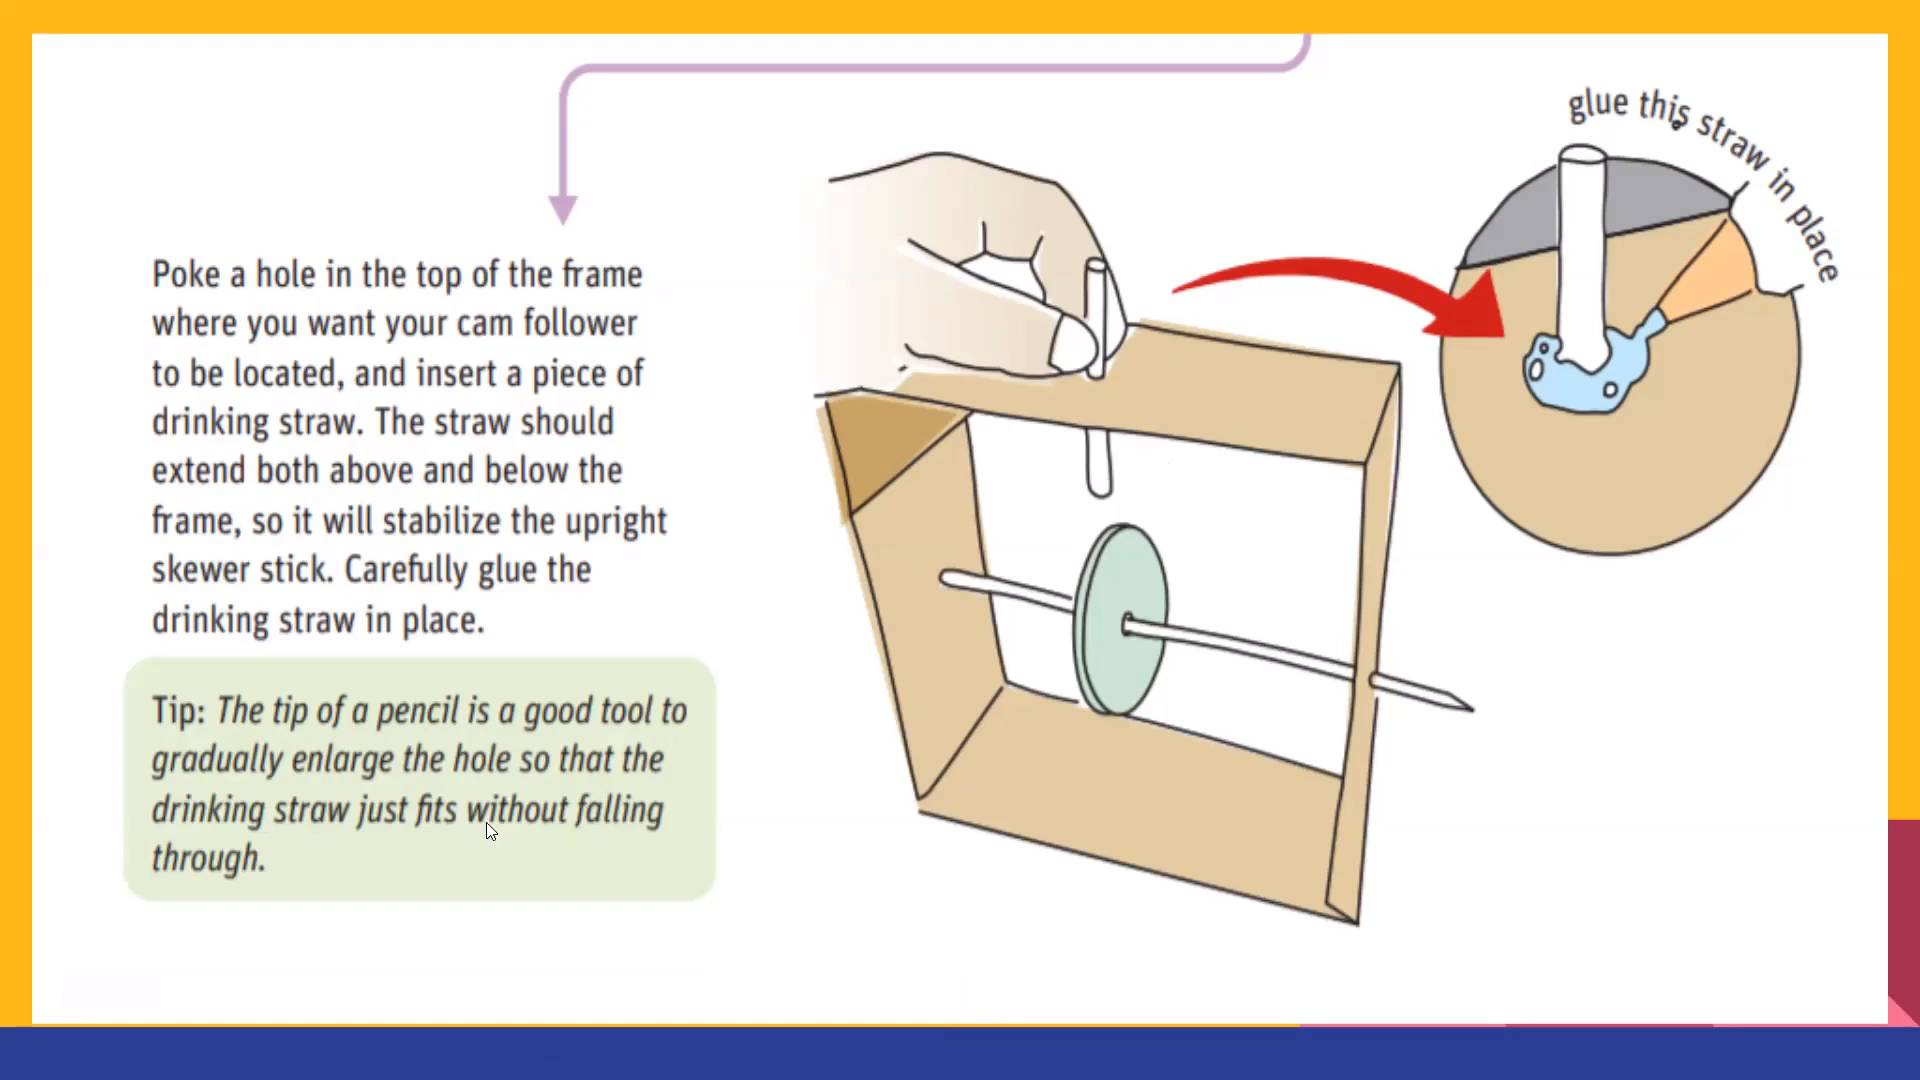 glue this straw in place
Poke a hole in the top of the frame
where you want your cam follower
to be located, and insert a piece of
drinking straw. The straw should
extend both above and below the
frame, so it will stabilize the upright
skewer stick. Carefully glue the
drinking straw in place.
Tip: The tip of a pencil is a good tool to
gradually enlarge the hole so that the
drinking straw just fits without falling
through.